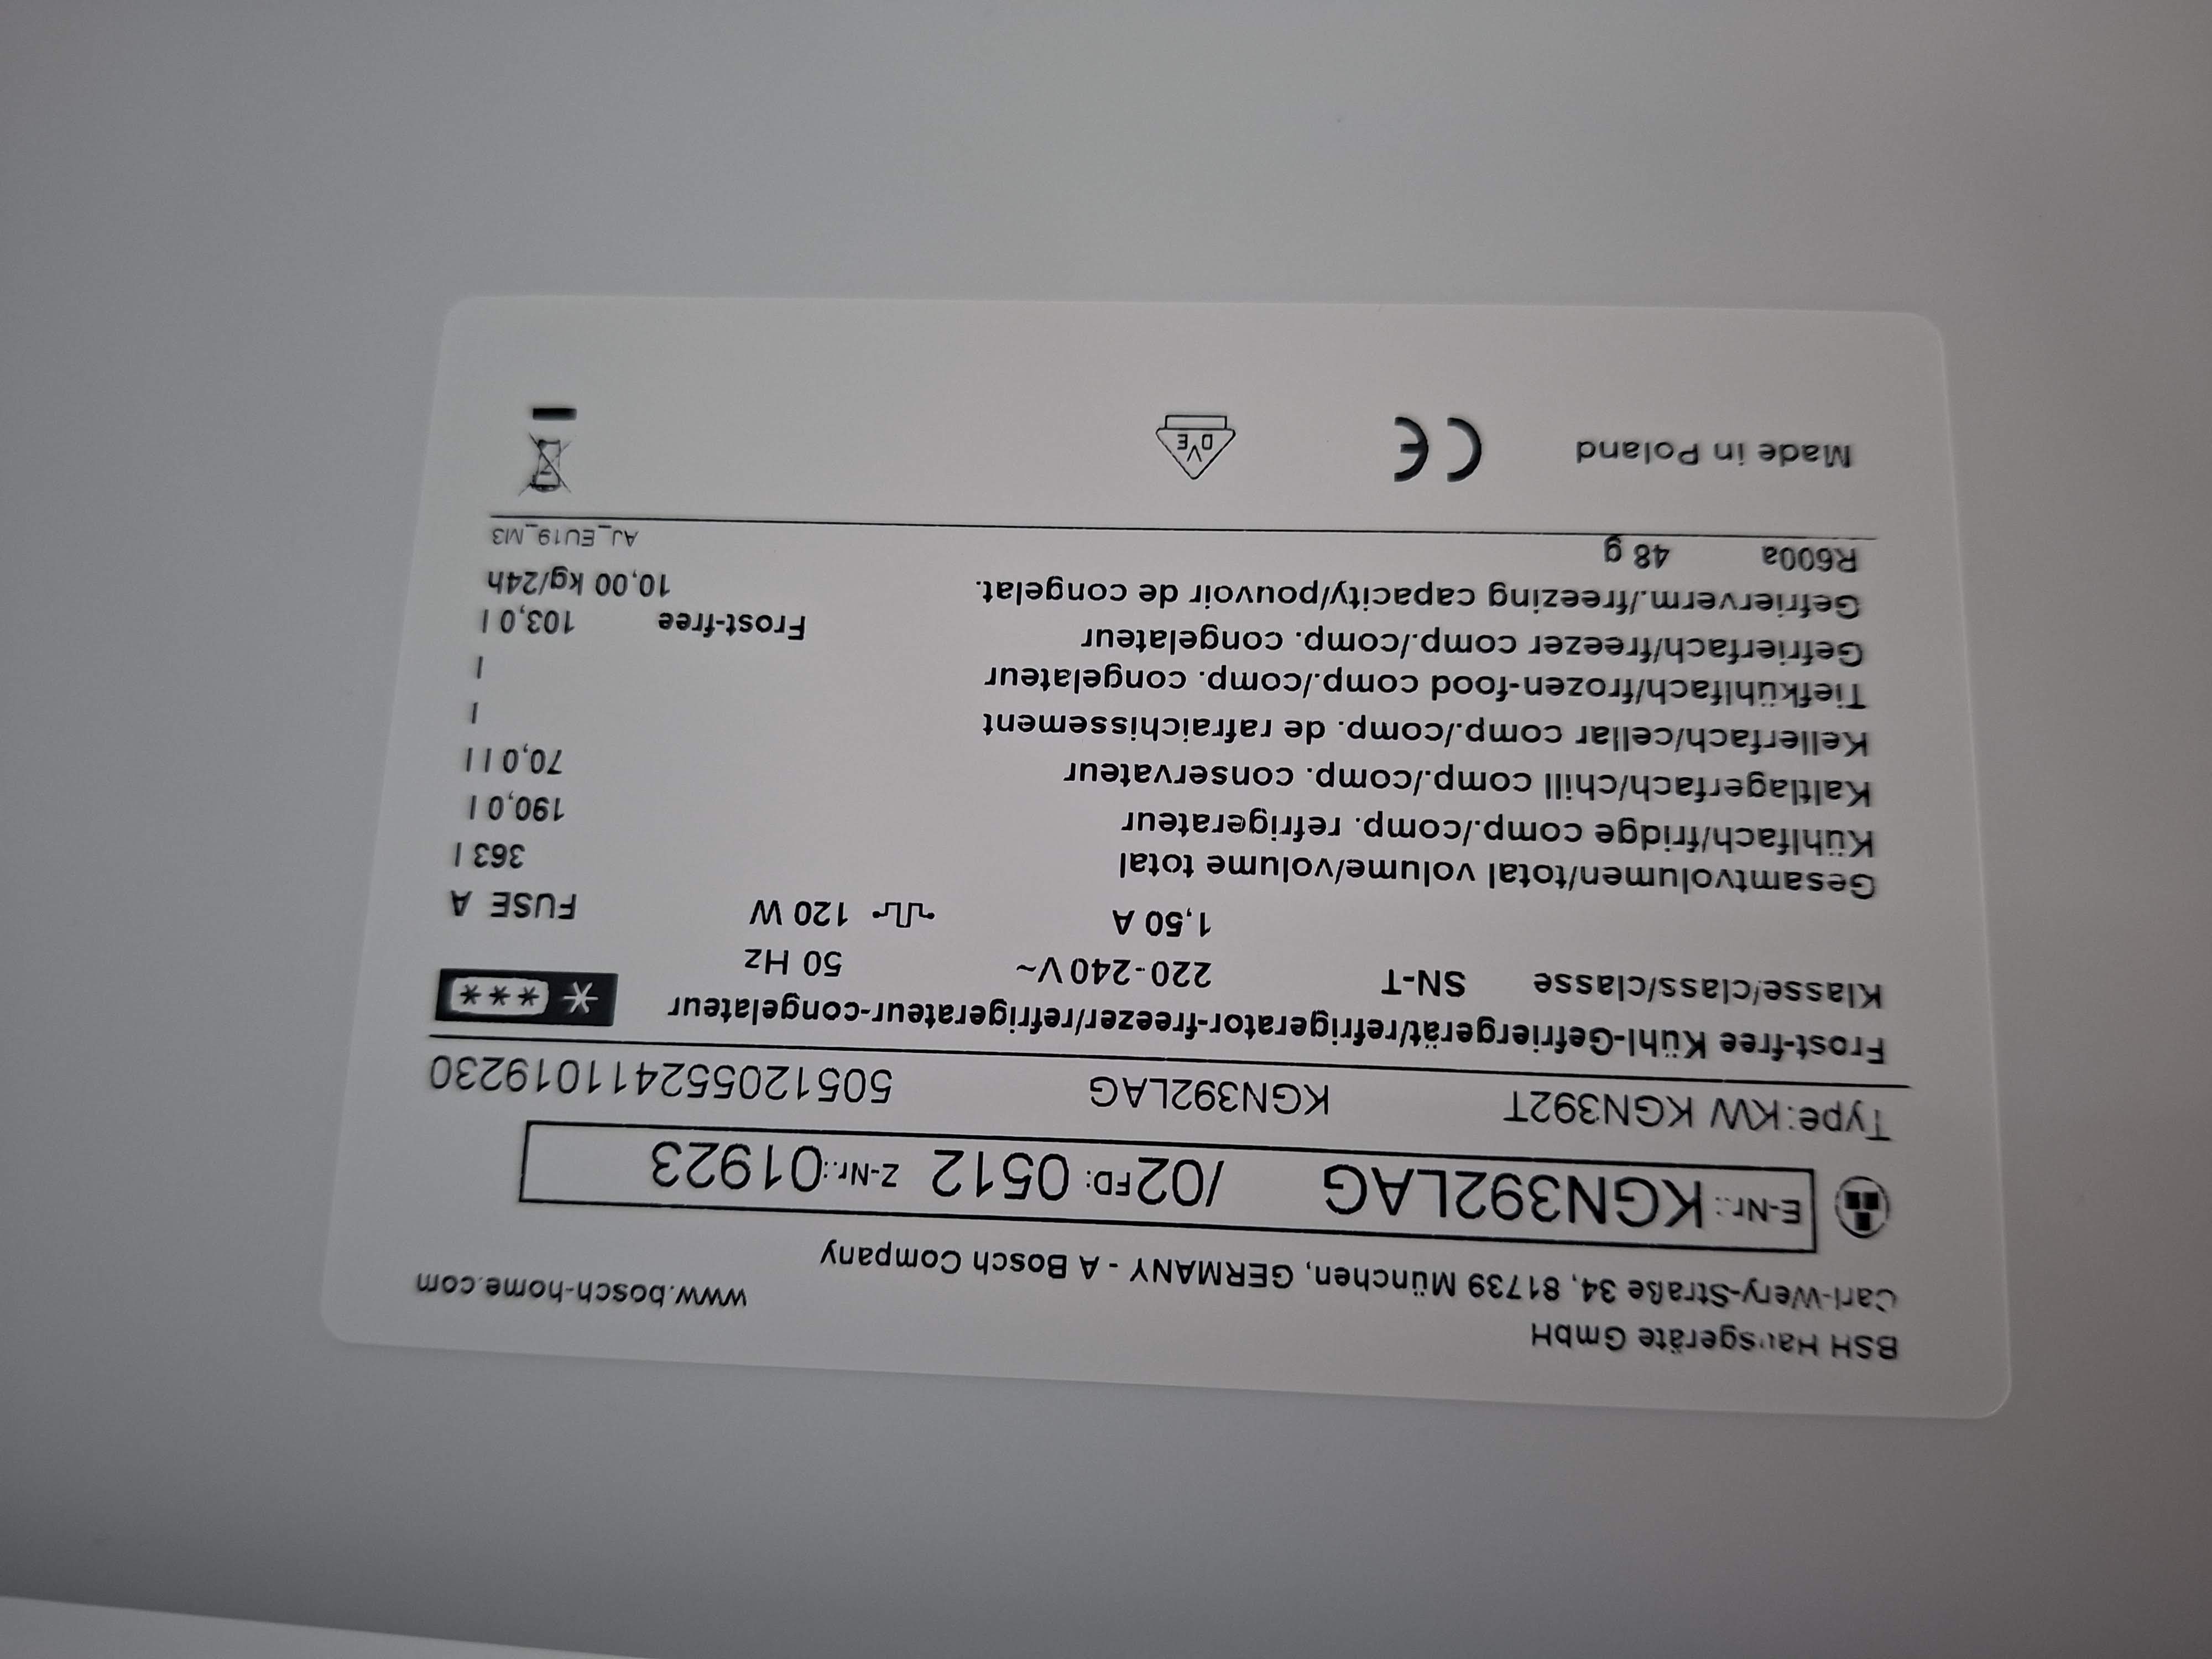 BSH Hausgeräte GmbH
Carl-Wery-Straße 34, 81739 München, GERMANY - A Bosch Company www.bosch-home.com
E-Nr.: KGN392LAG /02 FD: 0512 Z-Nr.: 01923
Type: KW KGN392T KGN392LAG 505120552411019230
Frost-free Kühl-Gefriergerät/refrigerator-freezer/refrigerateur-congelateur * ***
Klasse/class/classe SN-T 220-240 V~ 50 Hz
1,50 A 120 W FUSE A
Gesamtvolumen/total volume/volume total 363 l
Kühlfach/fridge comp./comp. refrigerateur 190,0 l
Kaltlagerfach/chill comp./comp. conservateur 70,0 l l
Kellerfach/cellar comp./comp. de rafraichissement l
Tiefkühlfach/frozen-food comp./comp. congelateur l
Gefrierfach/freezer comp./comp. congelateur Frost-free 103,0 l
Gefrierverm./freezing capacity/pouvoir de congelat. 10,00 kg/24h
R600a 48 g AJ_EU19_M3
Made in Poland CE DVE